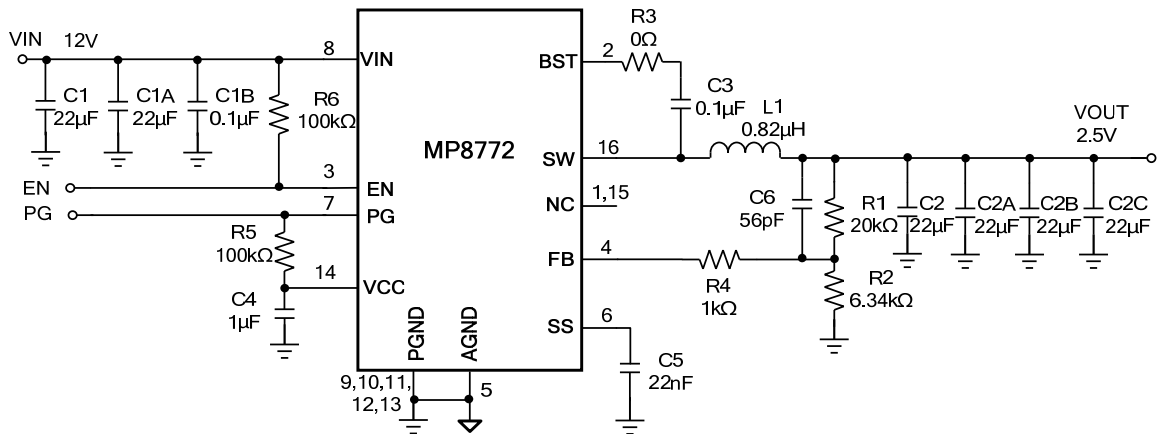 VIN 12V
C1
22µF
C1A
22µF
C1B
0.1µF
R6
100kΩ
EN
PG
R5
100kΩ
C4
1µF
8
3
7
14
VIN
EN
PG
VCC
MP8772
BST
SW
NC
FB
SS
PGND
AGND
9,10,11,
12,13
5
2
16
1,15
4
6
R3
0Ω
C3
0.1µF
L1
0.82µH
C6
56pF
R1
20kΩ
R4
1kΩ
R2
6.34kΩ
C5
22nF
C2
22µF
C2A
22µF
C2B
22µF
C2C
22µF
VOUT
2.5V